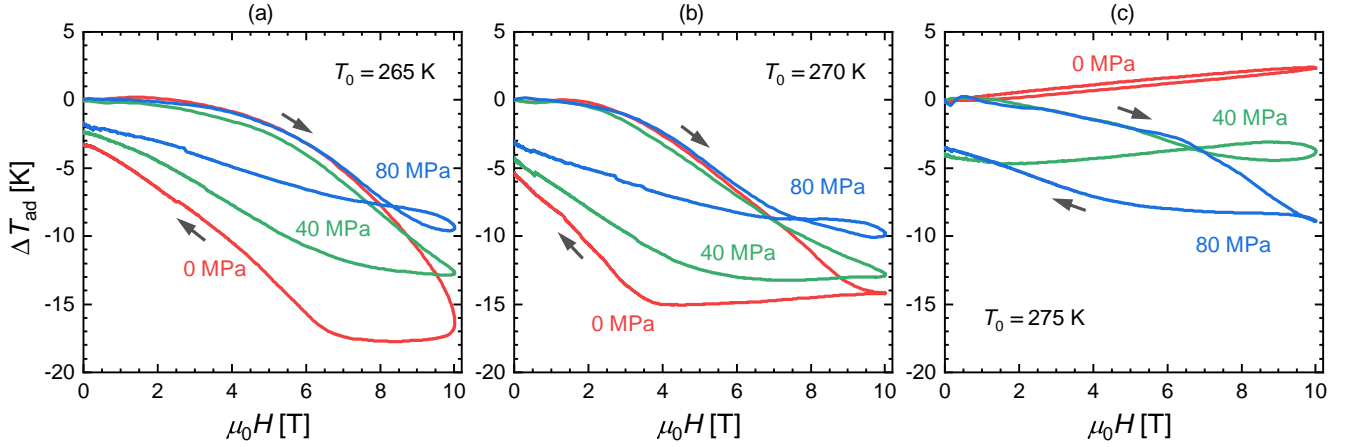 (a)
(b)
(c)
Δ T_ad [K]
5
0
-5
-10
-15
-20
0
2
4
6
8
10
μ₀H [T]
T₀ = 265 K
80 MPa
40 MPa
0 MPa
5
0
-5
-10
-15
-20
0
2
4
6
8
10
μ₀H [T]
T₀ = 270 K
80 MPa
40 MPa
0 MPa
5
0
-5
-10
-15
-20
0
2
4
6
8
10
μ₀H [T]
0 MPa
40 MPa
80 MPa
T₀ = 275 K